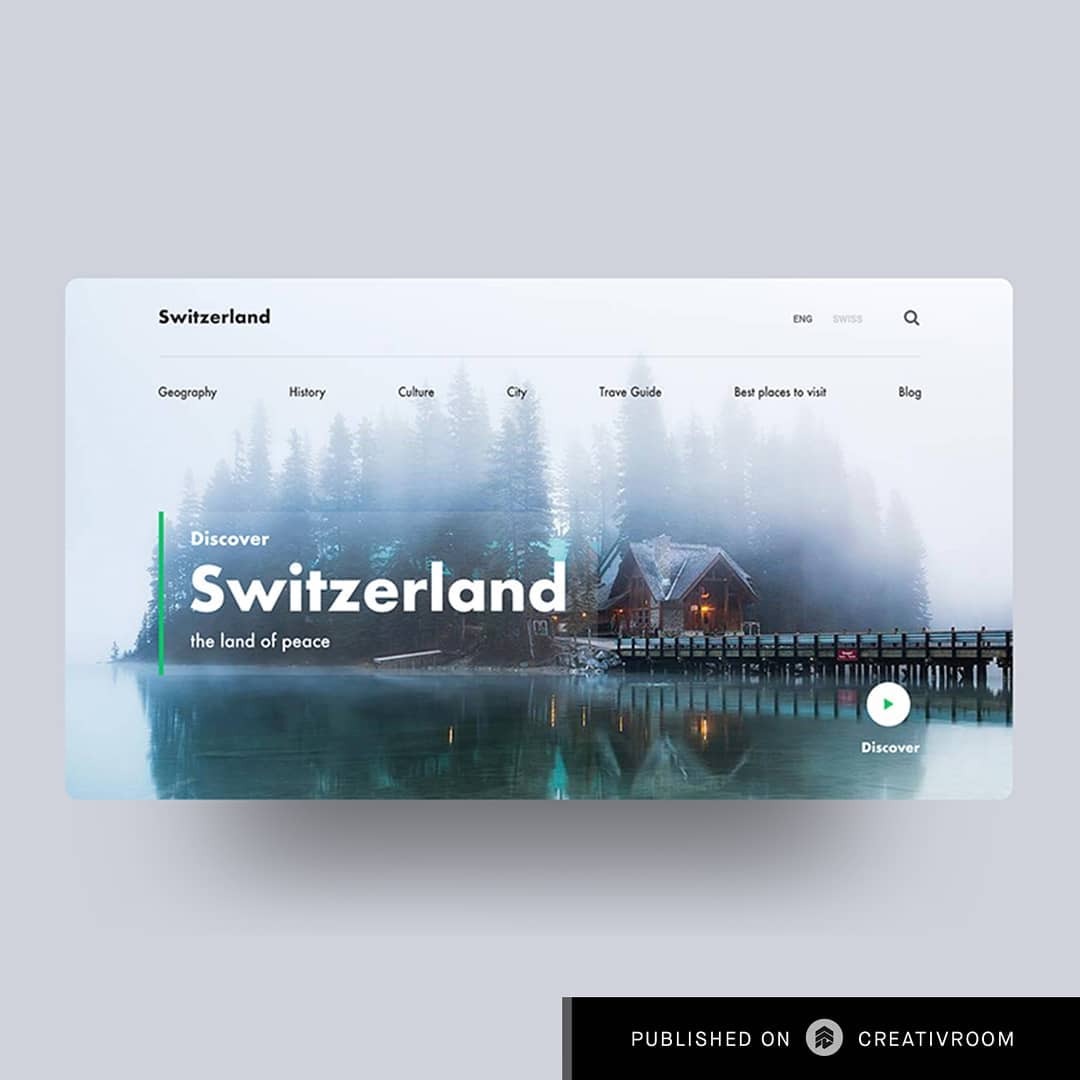 Switzerland
ENG SWISS
Geography History Culture City Trave Guide Best places to visit Blog
Discover
Switzerland
the land of peace
Discover
PUBLISHED ON CREATIVROOM